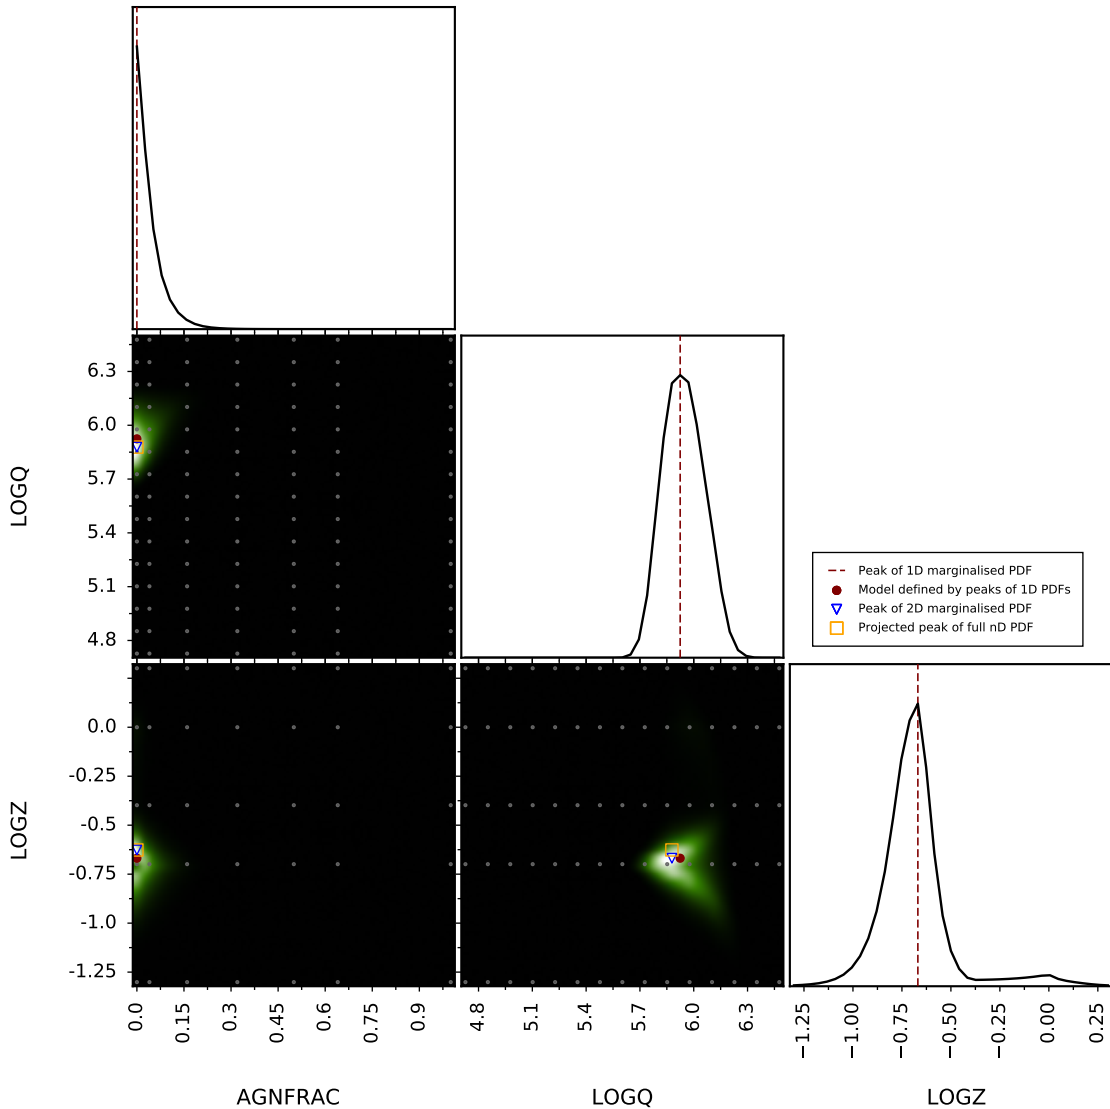 6.3
6.0
5.7
5.4
5.1
4.8
LOGQ
Peak of 1D marginalised PDF
Model defined by peaks of 1D PDFs
Peak of 2D marginalised PDF
Projected peak of full nD PDF
0.0
-0.25
-0.5
-0.75
-1.0
-1.25
LOGZ
0.0 0.15 0.3 0.45 0.6 0.75 0.9
4.8 5.1 5.4 5.7 6.0 6.3
−1.25 −1.00 −0.75 −0.50 −0.25 0.00 0.25
AGNFRAC LOGQ LOGZ